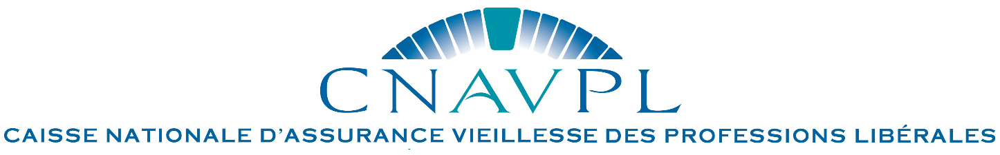 CNAVPL
CAISSE NATIONALE D'ASSURANCE VIEILLESSE DES PROFESSIONS LIBÉRALES